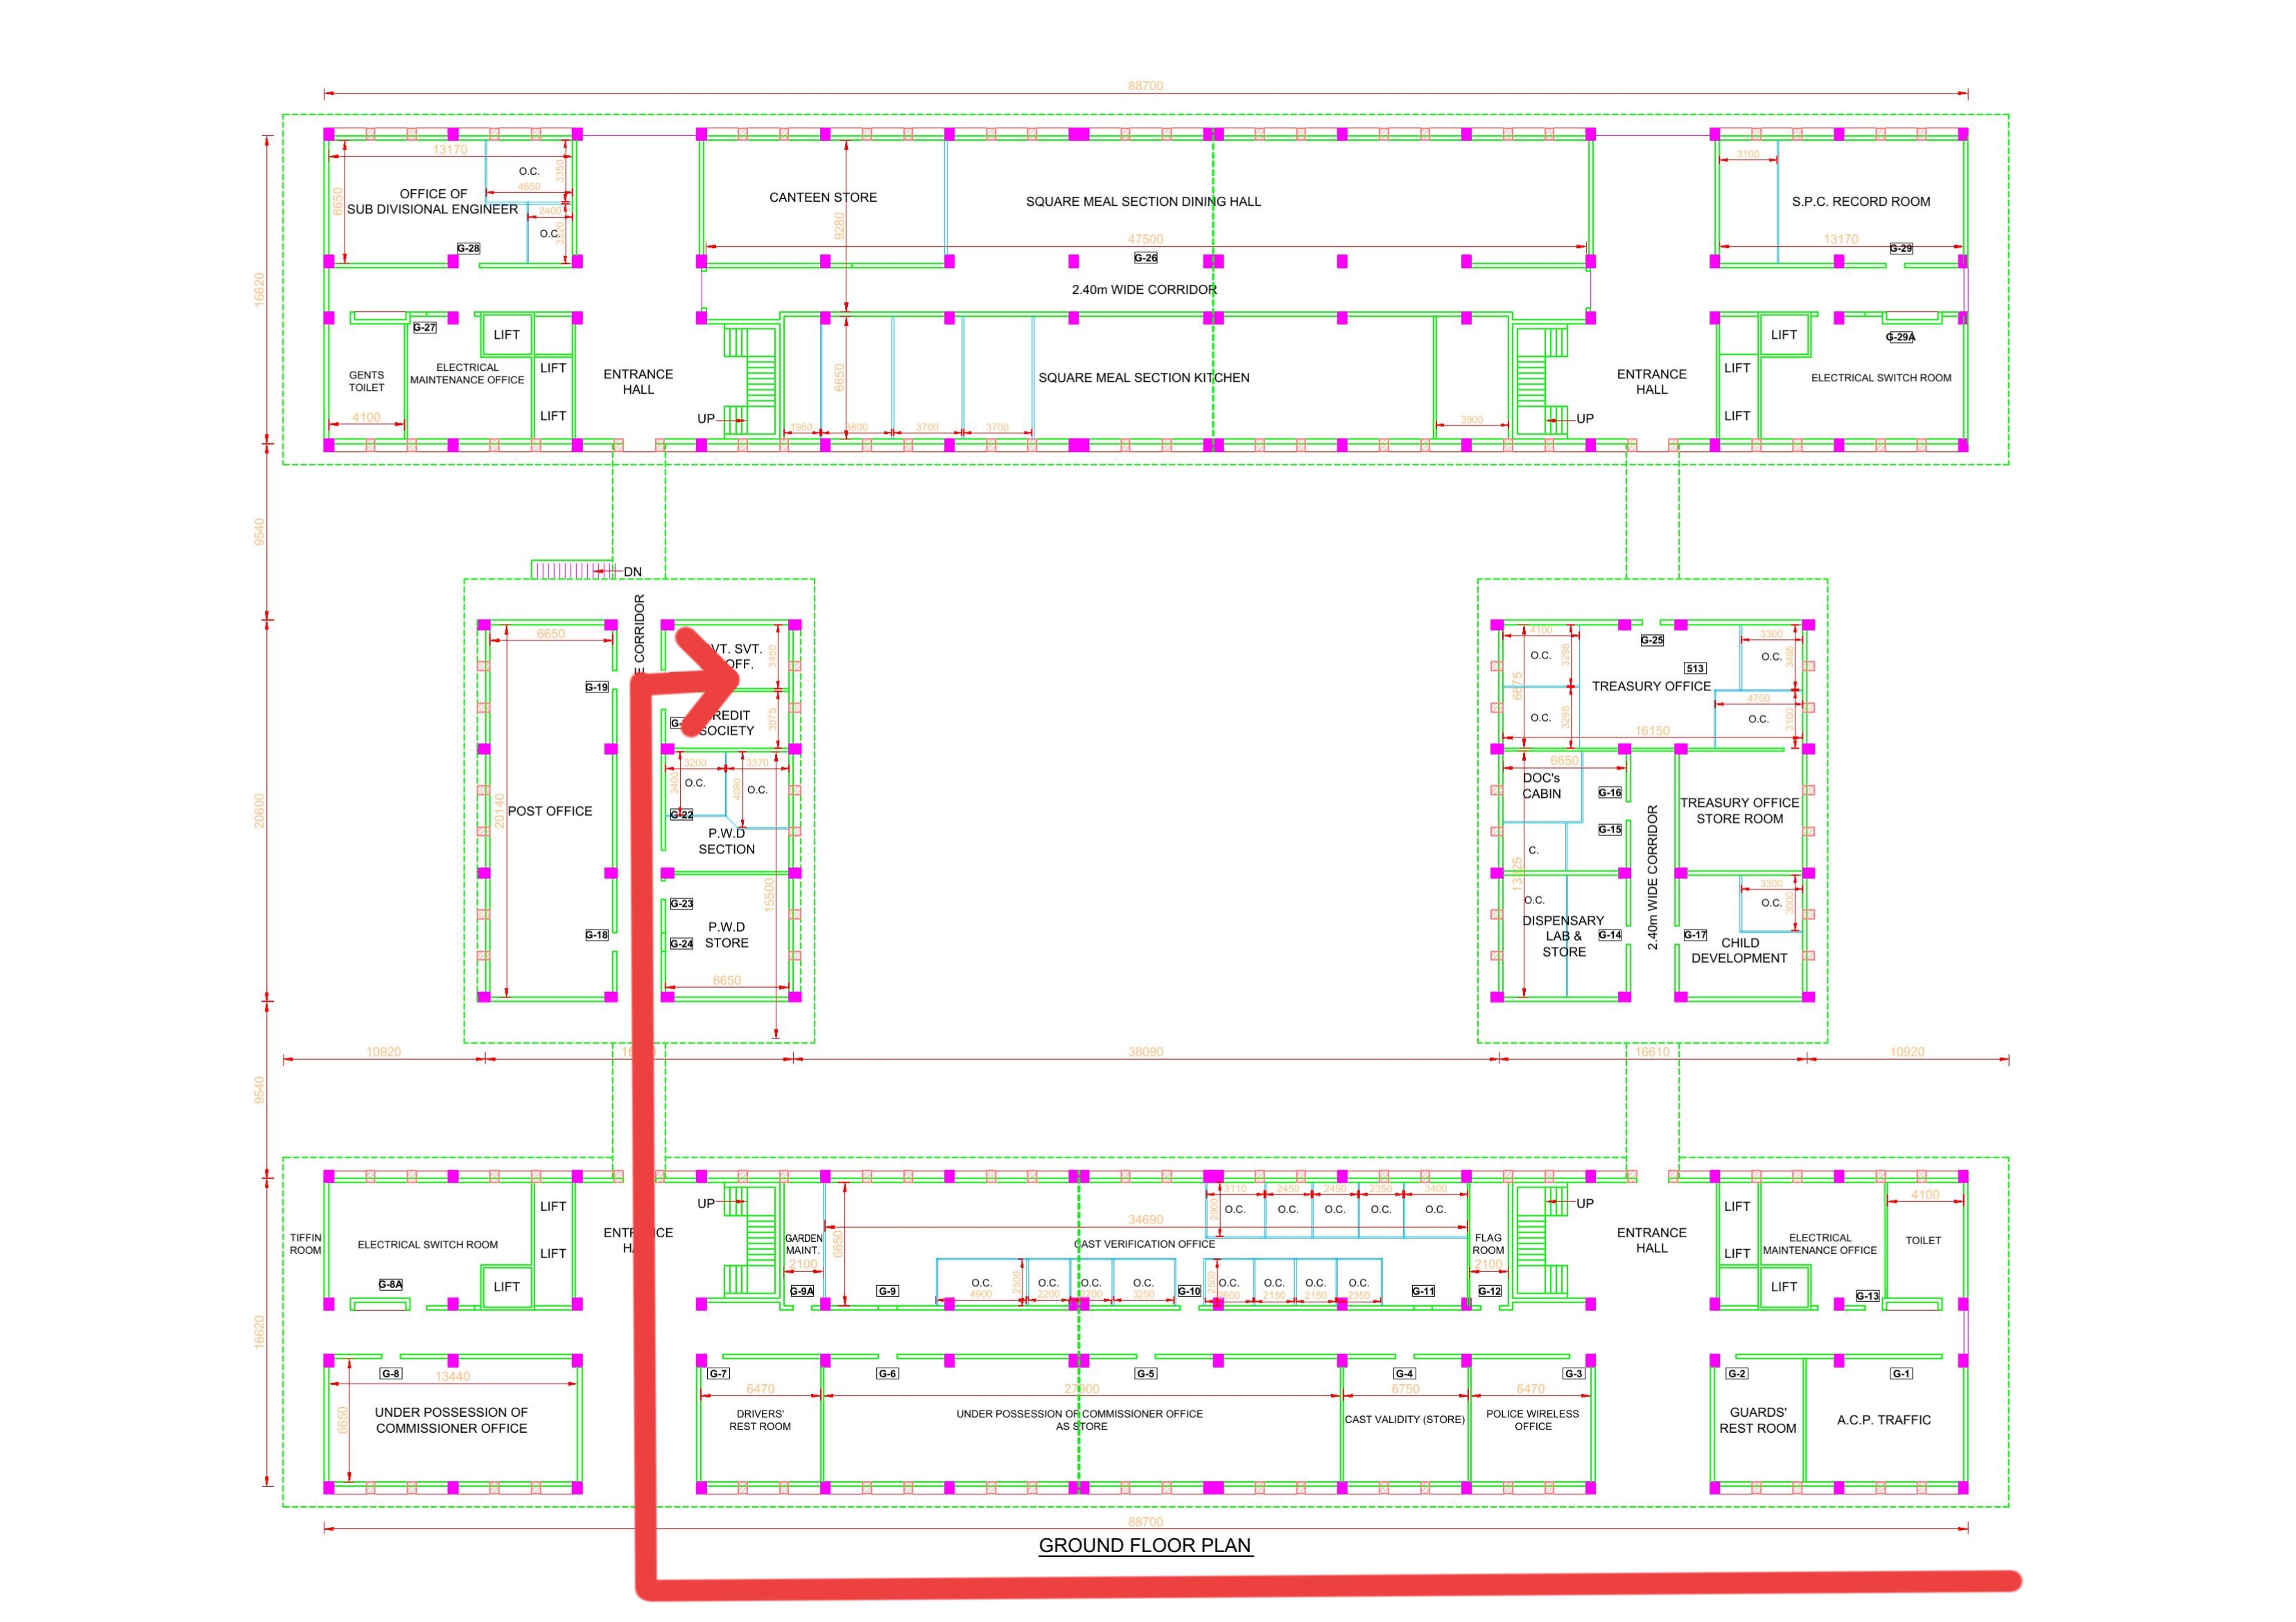 88700
13170
O.C.
3350
4650
6650
OFFICE OF
SUB DIVISIONAL ENGINEER
2400
O.C.
G-28
CANTEEN STORE
9280
SQUARE MEAL SECTION DINING HALL
47500
G-26
3100
S.P.C. RECORD ROOM
13170
G-29
16620
2.40m WIDE CORRIDOR
G-27
LIFT
GENTS
TOILET
ELECTRICAL
MAINTENANCE OFFICE
LIFT
LIFT
4100
ENTRANCE
HALL
UP
6650
SQUARE MEAL SECTION KITCHEN
1950
3800
3700
3700
3900
UP
ENTRANCE
HALL
LIFT
LIFT
LIFT
G-29A
ELECTRICAL SWITCH ROOM
9540
DN
CORRIDOR
6650
G-19
VT. SVT.
OFF.
3450
REDIT
SOCIETY
3075
20600
20140
POST OFFICE
3200
3370
3400
O.C.
4080
O.C.
G-22
P.W.D
SECTION
15500
G-23
G-18
G-24
P.W.D
STORE
6650
4100
G-25
3300
O.C.
3298
513
O.C.
3495
6675
TREASURY OFFICE
4700
O.C.
3298
O.C.
3100
16150
6650
DOC's
CABIN
G-16
G-15
TREASURY OFFICE
STORE ROOM
C.
2.40m WIDE CORRIDOR
3300
O.C.
3000
O.C.
DISPENSARY
LAB &
STORE
G-14
G-17
CHILD
DEVELOPMENT
10920
38090
16610
10920
9540
TIFFIN
ROOM
ELECTRICAL SWITCH ROOM
LIFT
LIFT
LIFT
G-8A
UP
GARDEN
MAINT.
2100
G-9A
6650
34690
CAST VERIFICATION OFFICE
3110
2450
2450
2350
3400
2900
O.C.
O.C.
O.C.
O.C.
O.C.
G-9
O.C.
O.C.
O.C.
O.C.
4900
2500
2200
2200
3250
G-10
2500
O.C.
O.C.
O.C.
O.C.
2150
2150
2350
G-11
FLAG
ROOM
2100
G-12
UP
ENTRANCE
HALL
LIFT
LIFT
LIFT
ELECTRICAL
MAINTENANCE OFFICE
4100
TOILET
G-13
16620
G-8
13440
6650
UNDER POSSESSION OF
COMMISSIONER OFFICE
G-7
6470
DRIVERS'
REST ROOM
G-6
G-5
27900
UNDER POSSESSION OF COMMISSIONER OFFICE
AS STORE
G-4
6750
CAST VALIDITY (STORE)
G-3
6470
POLICE WIRELESS
OFFICE
G-2
GUARDS'
REST ROOM
G-1
A.C.P. TRAFFIC
88700
GROUND FLOOR PLAN